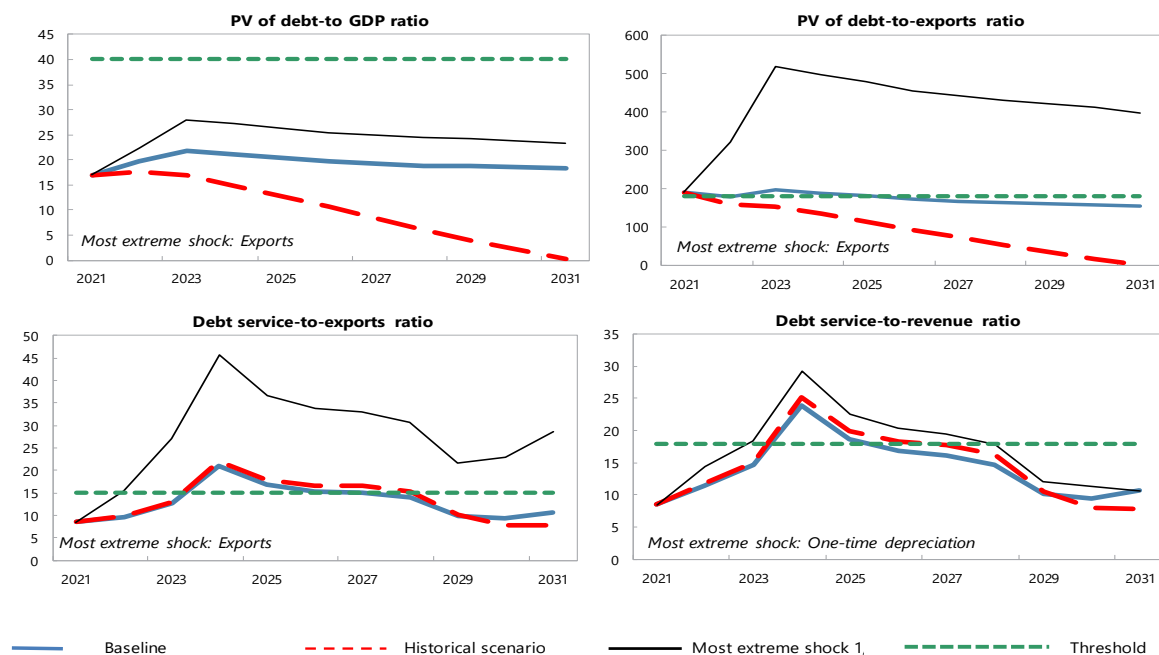 PV of debt-to GDP ratio
45
40
35
30
25
20
15
10
5
0
Most extreme shock: Exports
2021 2023 2025 2027 2029 2031
PV of debt-to-exports ratio
600
500
400
300
200
100
0
Most extreme shock: Exports
2021 2023 2025 2027 2029 2031
Debt service-to-exports ratio
50
45
40
35
30
25
20
15
10
5
0
Most extreme shock: Exports
2021 2023 2025 2027 2029 2031
Debt service-to-revenue ratio
35
30
25
20
15
10
5
0
Most extreme shock: One-time depreciation
2021 2023 2025 2027 2029 2031
Baseline Historical scenario Most extreme shock 1, Threshold